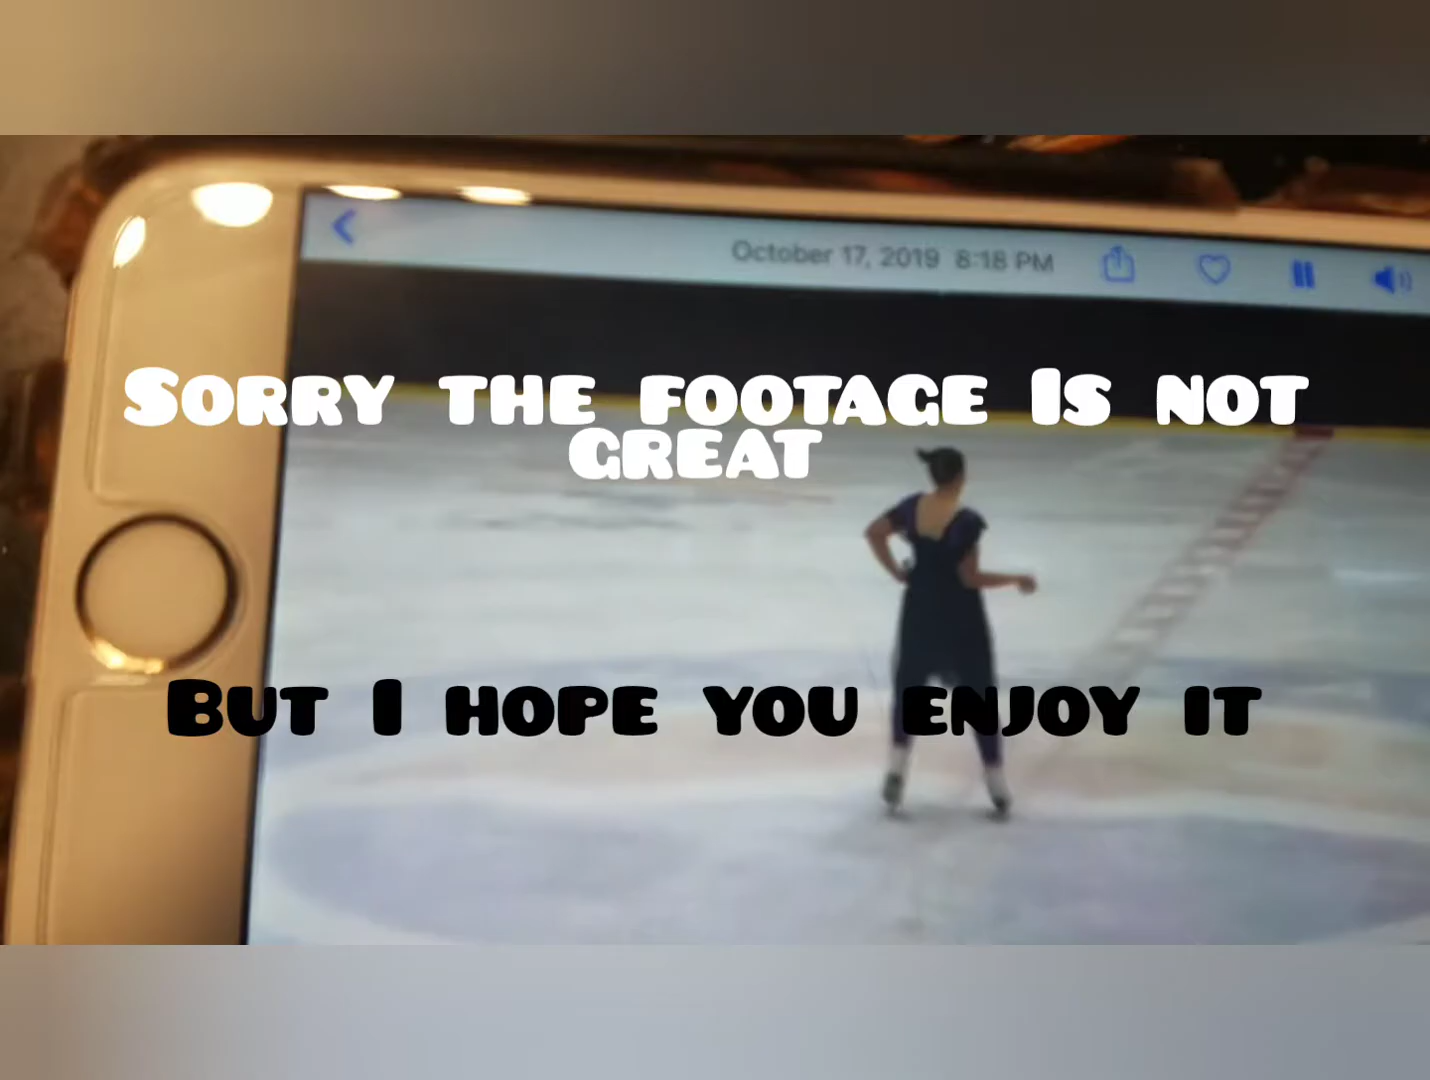 October 17, 2019 8:18 PM
Sorry the footage Is not
great
But I hope you enjoy it